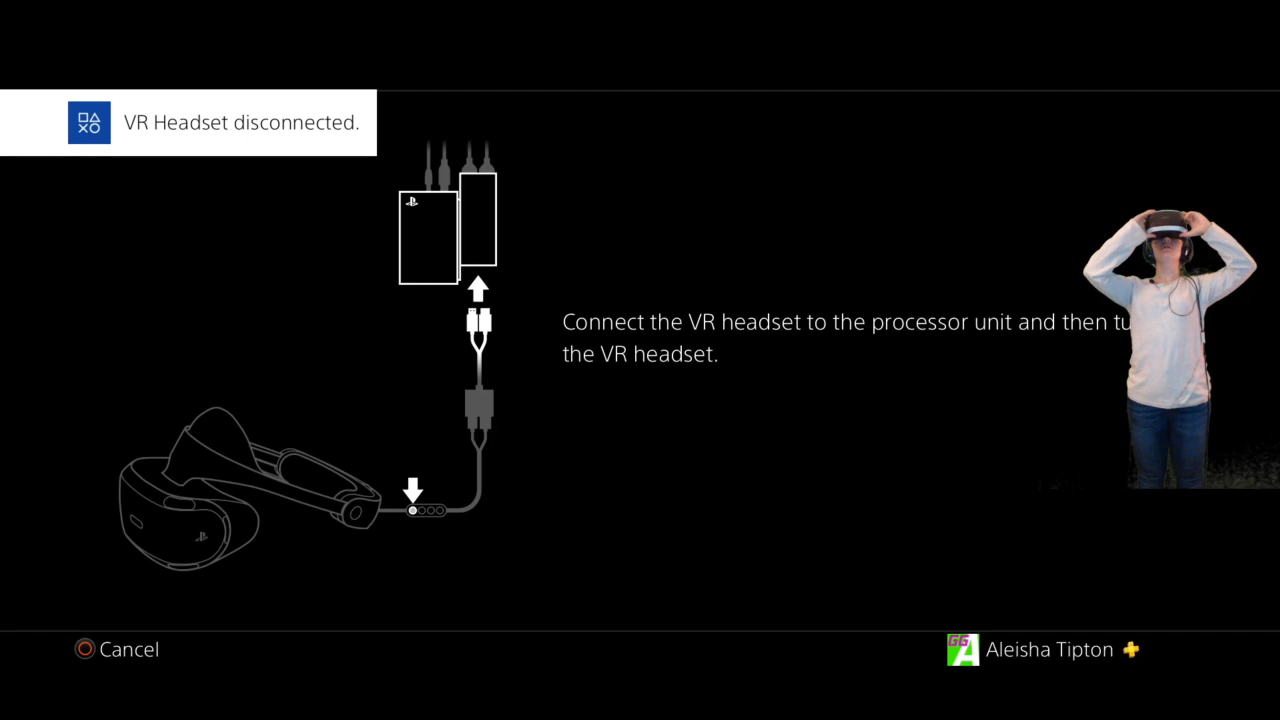 VR Headset disconnected.
Connect the VR headset to the processor unit and then
the VR headset.
Cancel
GG
A
Aleisha Tipton